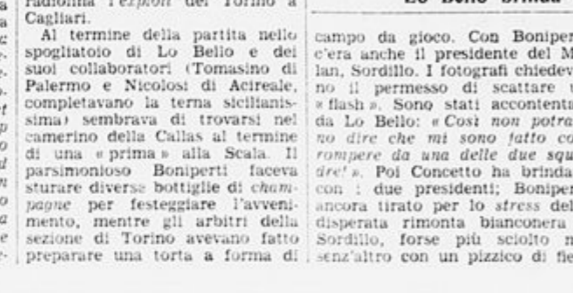 radiolina l'exploit del Torino a
Cagliari.
Al termine della partita nello
spogliatoio di Lo Bello e dei
suoi collaboratori (Tomasino di
Palermo e Nicolosi di Acireale,
completavano la terna sicilianis-
sima) sembrava di trovarsi nel
camerino della Callas al termine
di una « prima » alla Scala. Il
parsimonioso Boniperti faceva
sturare diverse bottiglie di cham-
pagne per festeggiare l'avveni-
mento, mentre gli arbitri della
sezione di Torino avevano fatto
preparare una torta a forma di
campo da gioco. Con Boniper
c'era anche il presidente del M
lan, Sordillo. I fotografi chiedev
no il permesso di scattare u
« flash ». Sono stati accontenta
da Lo Bello: « Così non potra
no dire che mi sono fatto co
rompere da una delle due squ
dre! ». Poi Concetto ha brinda
con i due presidenti; Boniper
ancora tirato per lo stress del
disperata rimonta bianconera
Sordillo, forse più sciolto n
senz'altro con un pizzico di fie